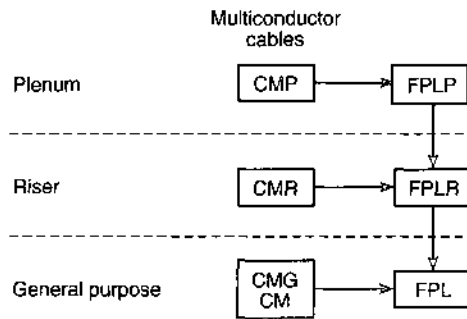 Multiconductor
cables
Plenum
CMP
FPLP
Riser
CMR
FPLR
General purpose
CMG
CM
FPL